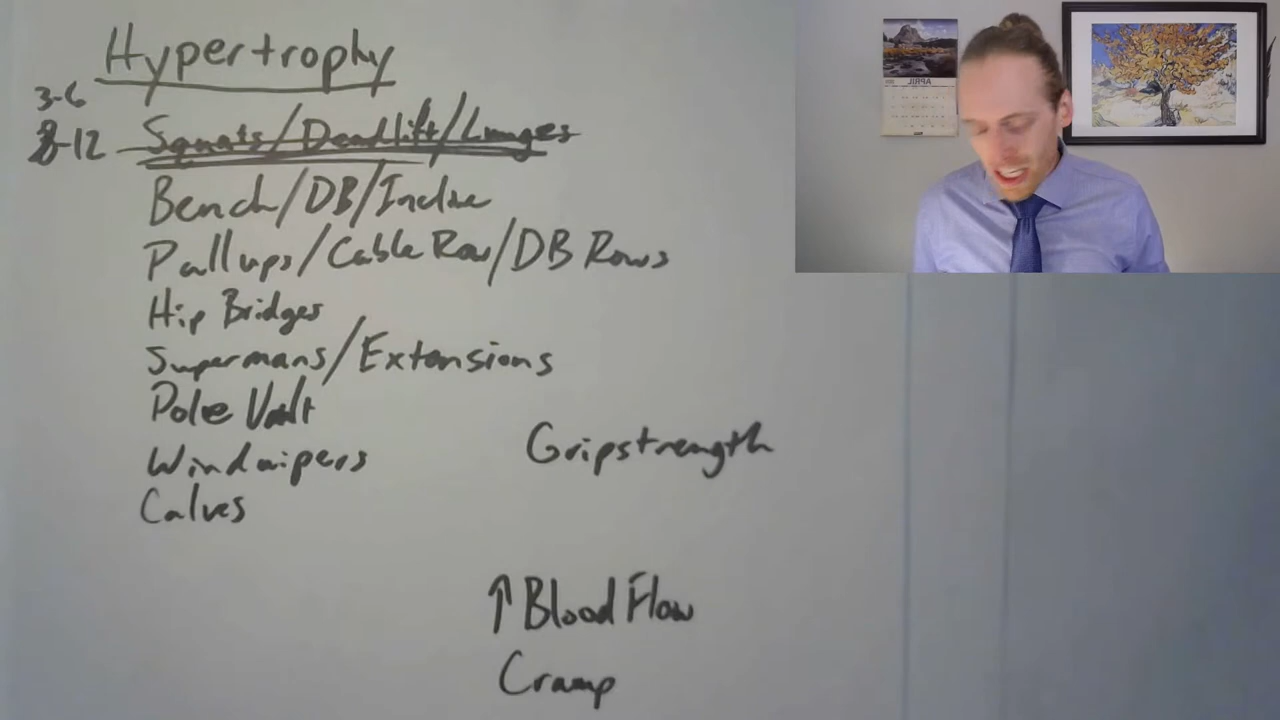 Hypertrophy
3-6
8-12 Squats/Deadlift/Lunges
Bench/DB/Incline
Pullups/Cable Row/DB Rows
Hip Bridges
Supermans/Extensions
Pole Vault
Windwipers
Calves
Gripstrength
↑ Blood Flow
Cramp
APRIL